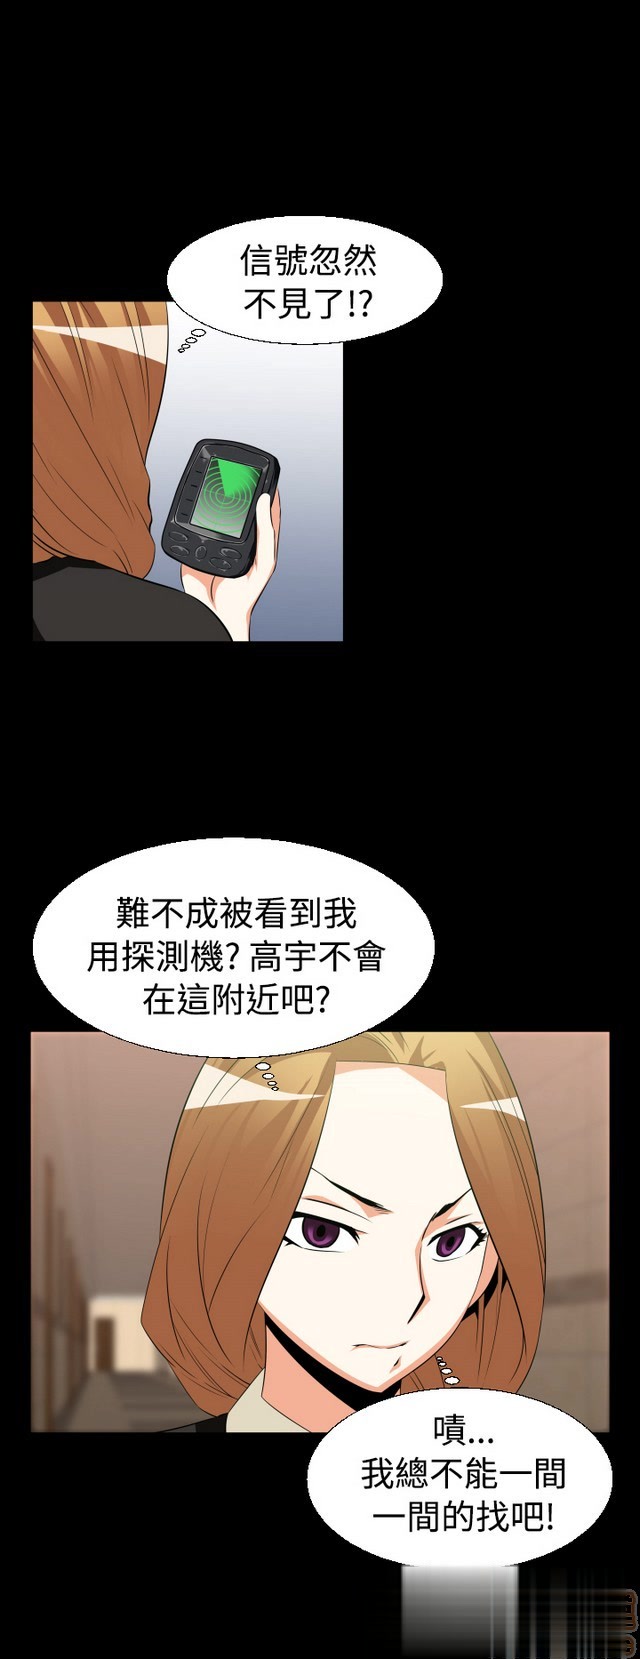 信號忽然
不見了!?
難不成被看到我
用探測機? 高宇不會
在這附近吧?
嘖...
我總不能一間
一間的找吧!